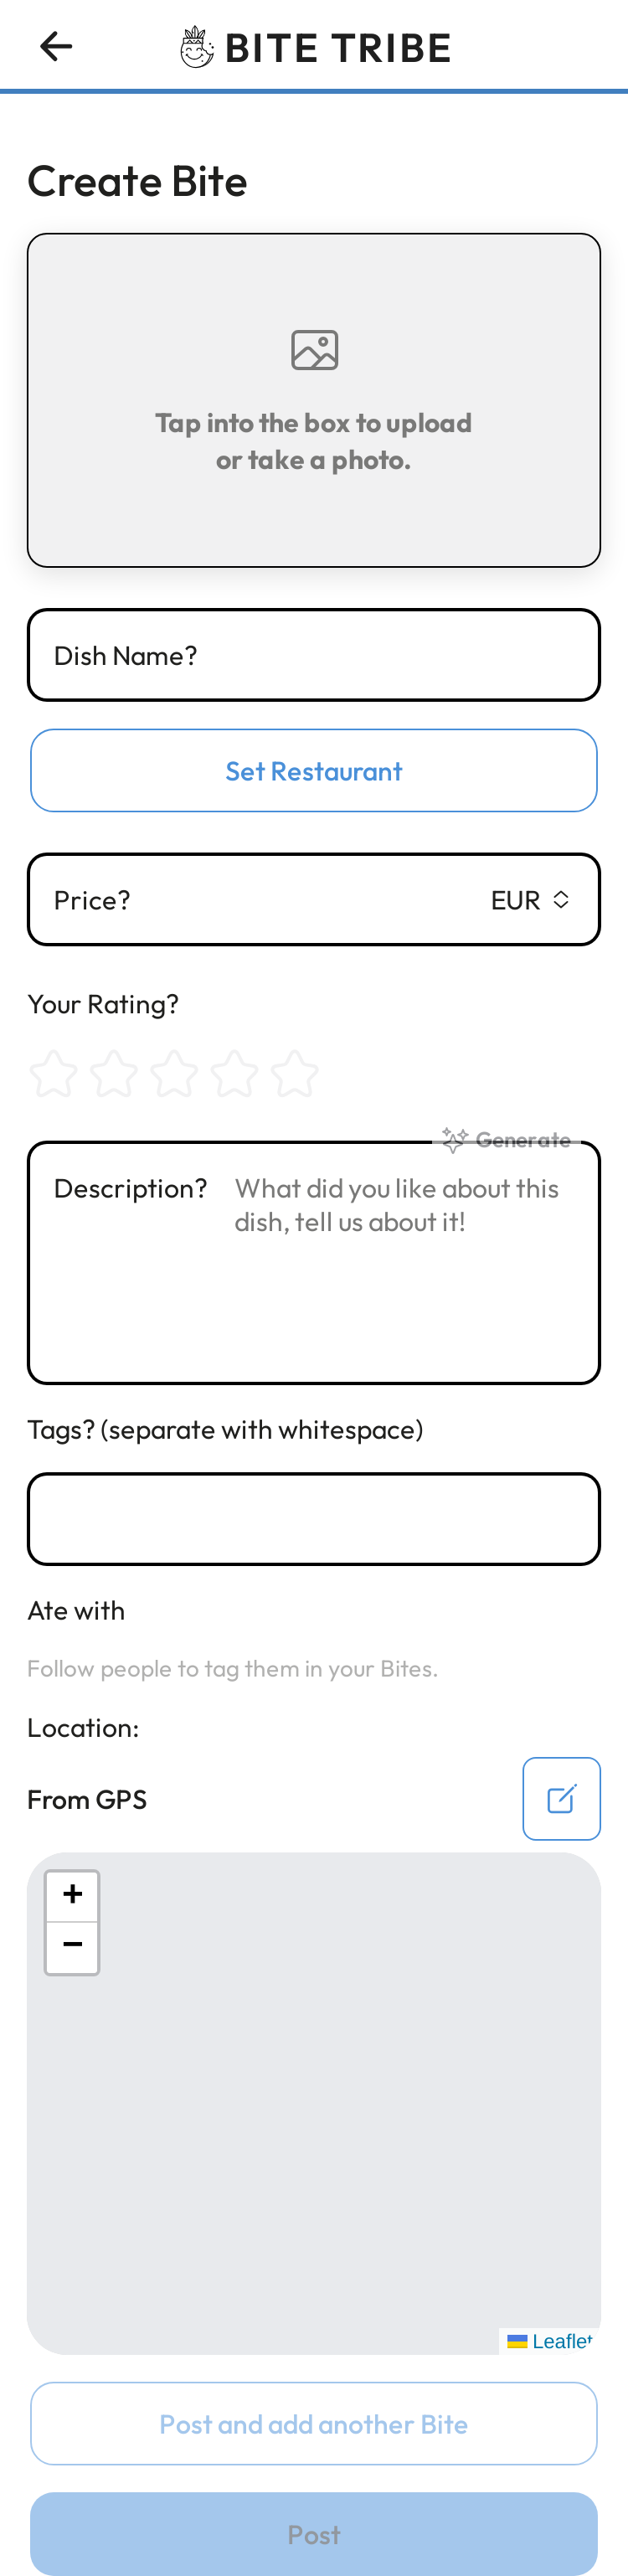 BITE TRIBE
Create Bite
Tap into the box to upload
or take a photo.
Dish Name?
Set Restaurant
Price?
EUR
Your Rating?
Generate
Description?
What did you like about this
dish, tell us about it!
Tags? (separate with whitespace)
Ate with
Follow people to tag them in your Bites.
Location:
From GPS
+
−
Leaflet
Post and add another Bite
Post